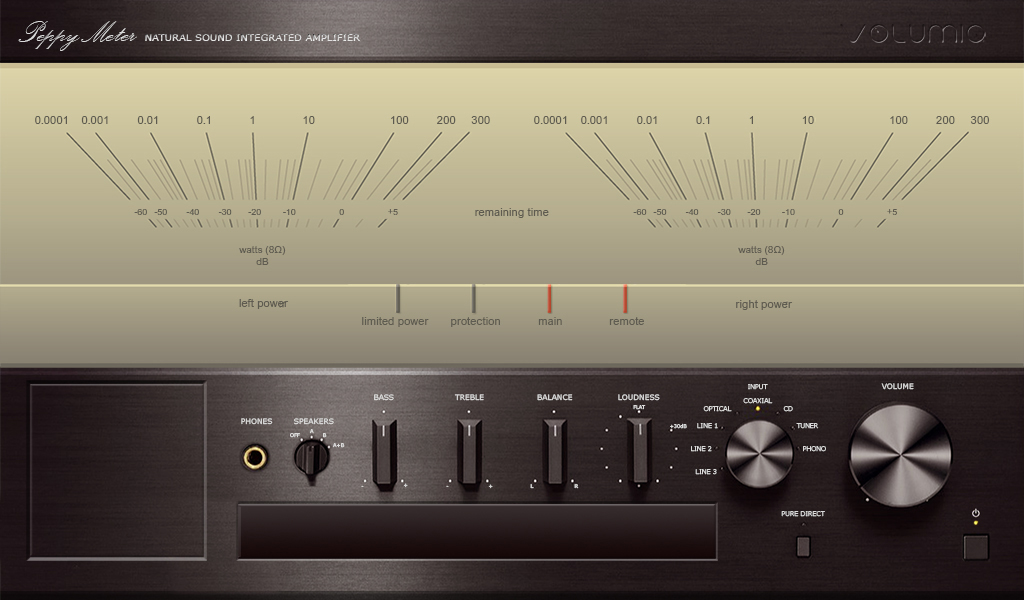 Peppy Meter NATURAL SOUND INTEGRATED AMPLIFIER
VOLUMIO
0.0001 0.001 0.01 0.1 1 10 100 200 300
0.0001 0.001 0.01 0.1 1 10 100 200 300
-60 -50 -40 -30 -20 -10 0 +5
remaining time
-60 -50 -40 -30 -20 -10 0 +5
watts (8Ω)
dB
watts (8Ω)
dB
left power
right power
limited power
protection
main
remote
PHONES
SPEAKERS
OFF A B A+B
BASS
- +
TREBLE
- +
BALANCE
L R
LOUDNESS
FLAT
+30dB
INPUT
COAXIAL
OPTICAL
CD
LINE 1
TUNER
LINE 2
PHONO
LINE 3
VOLUME
PURE DIRECT